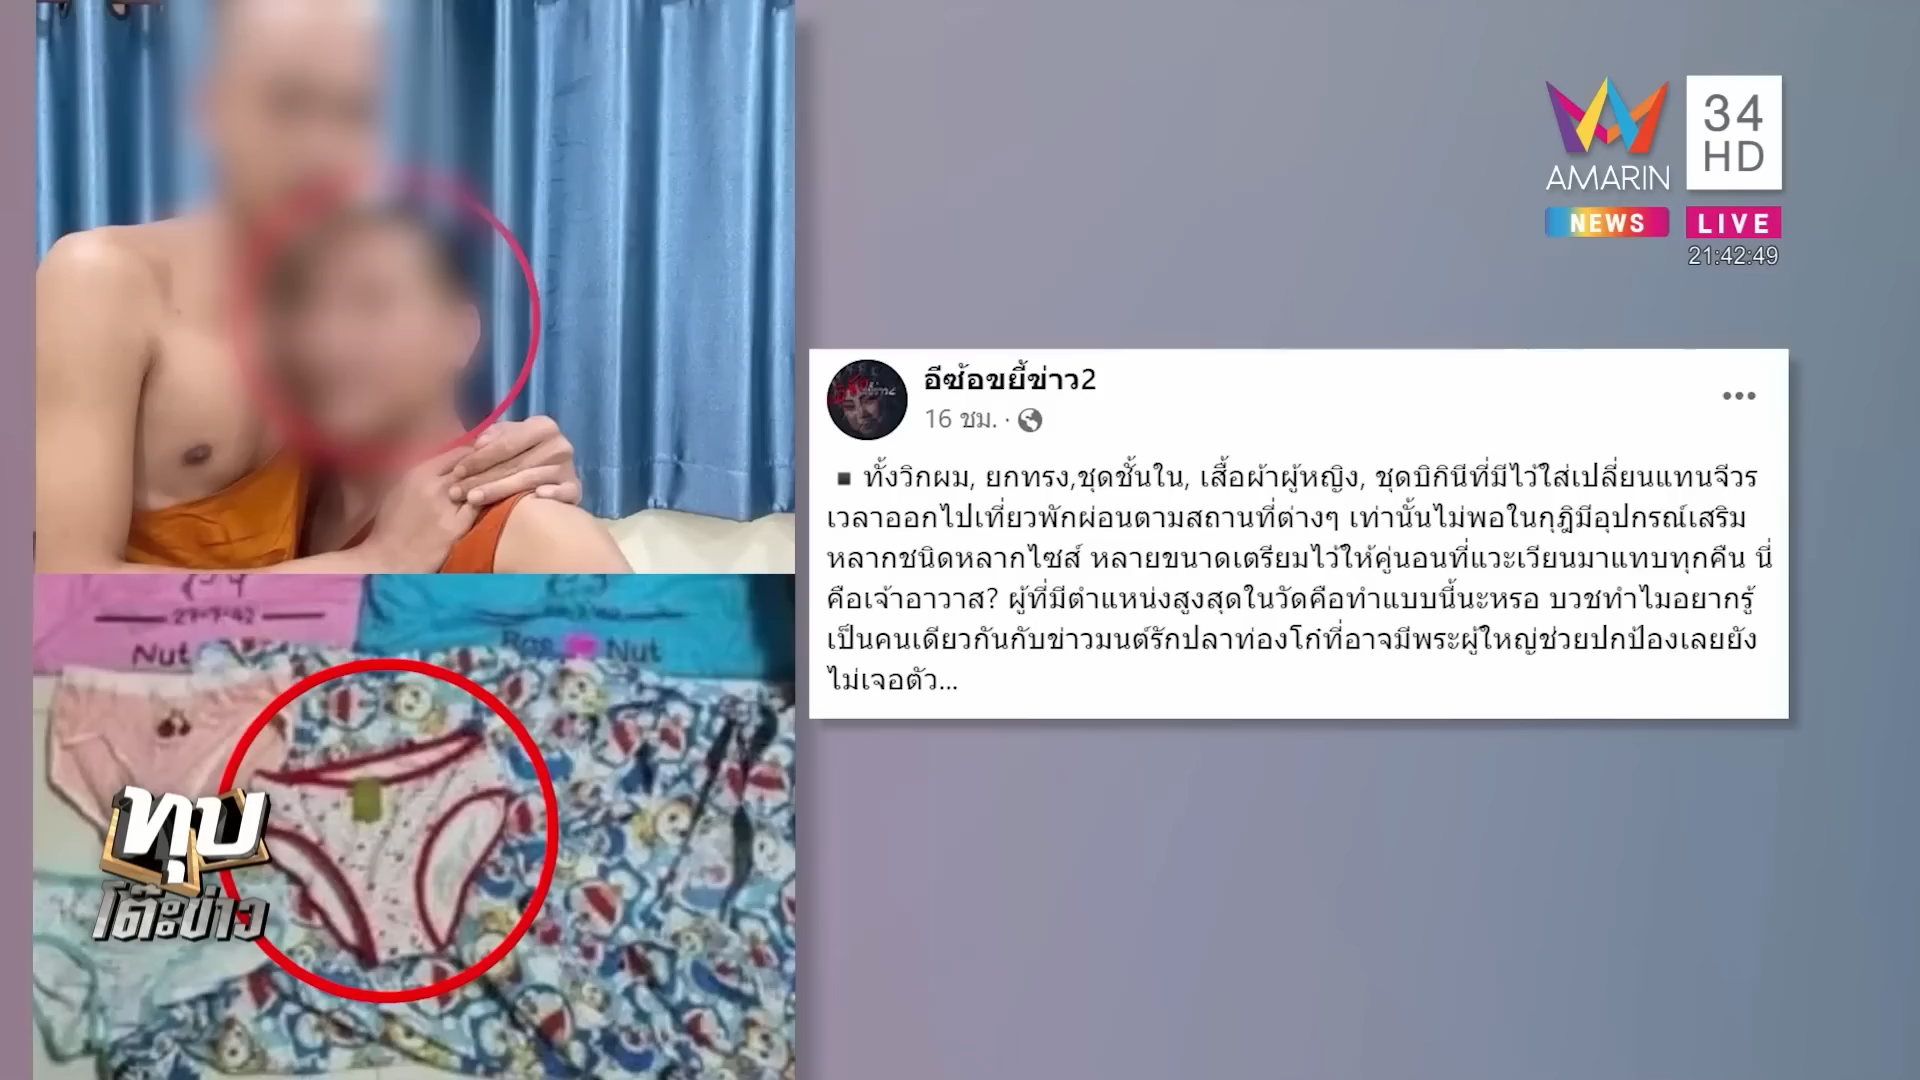 AMARIN
34
HD
NEWS
LIVE
21:42:49
อีซ้อขยี้ข่าว2
16 ชม. ·
▪ ทั้งวิกผม, ยกทรง,ชุดชั้นใน, เสื้อผ้าผู้หญิง, ชุดบิกินีที่มีไว้ใส่เปลี่ยนแทนจีวร
เวลาออกไปเที่ยวพักผ่อนตามสถานที่ต่างๆ เท่านั้นไม่พอในกุฏิมีอุปกรณ์เสริม
หลากชนิดหลากไซส์ หลายขนาดเตรียมไว้ให้คู่นอนที่แวะเวียนมาแทบทุกคืน นี่
คือเจ้าอาวาส? ผู้ที่มีตำแหน่งสูงสุดในวัดคือทำแบบนี้นะหรอ บวชทำไมอยากรู้
เป็นคนเดียวกันกับข่าวมนต์รักปลาท่องโก๋ที่อาจมีพระผู้ใหญ่ช่วยปกป้องเลยยัง
ไม่เจอตัว...
Nut
Nut
ทุบ
โต๊ะข่าว